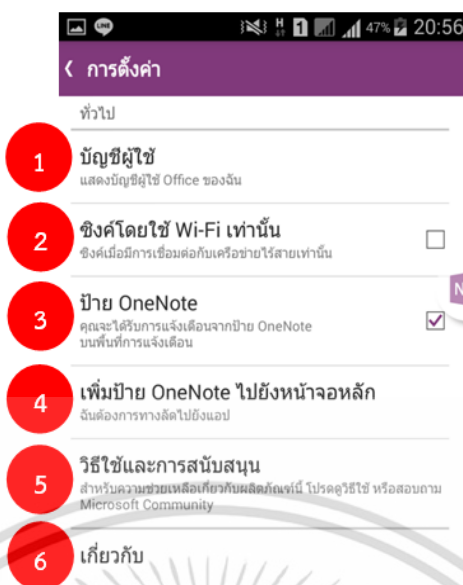 LINE H 1 47% 20:56
การตั้งค่า
ทั่วไป
1 บัญชีผู้ใช้
แสดงบัญชีผู้ใช้ Office ของฉัน
2 ซิงค์โดยใช้ Wi-Fi เท่านั้น
ซิงค์เมื่อมีการเชื่อมต่อกับเครือข่ายไร้สายเท่านั้น
N
3 ป้าย OneNote
คุณจะได้รับการแจ้งเตือนจากป้าย OneNote
บนพื้นที่การแจ้งเตือน
4 เพิ่มป้าย OneNote ไปยังหน้าจอหลัก
ฉันต้องการทางลัดไปยังแอป
5 วิธีใช้และการสนับสนุน
สำหรับความช่วยเหลือเกี่ยวกับผลิตภัณฑ์นี้ โปรดดูวิธีใช้ หรือสอบถาม
Microsoft Community
6 เกี่ยวกับ